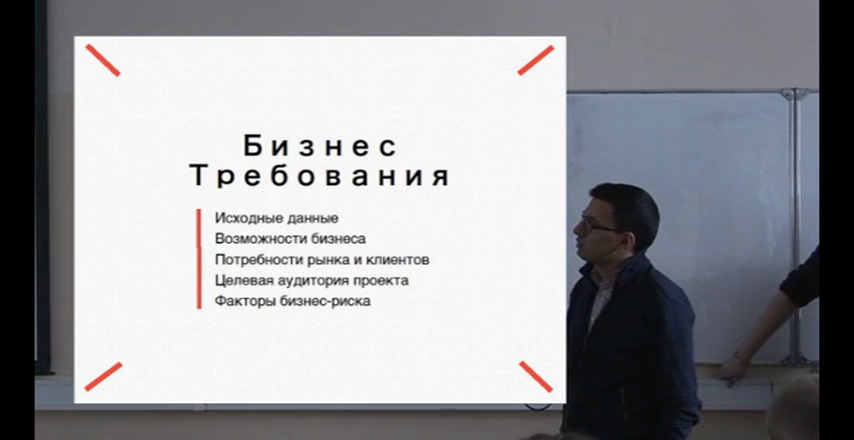 Бизнес
Требования
Исходные данные
Возможности бизнеса
Потребности рынка и клиентов
Целевая аудитория проекта
Факторы бизнес-риска